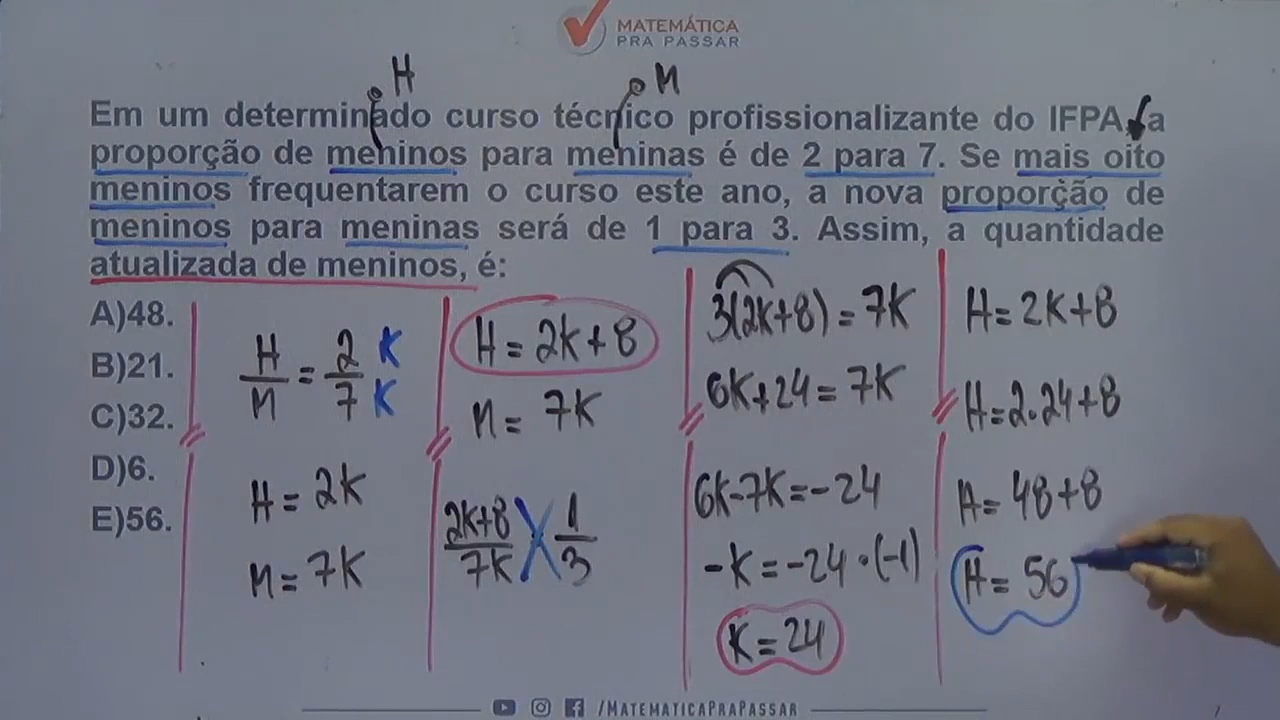 MATEMÁTICA
PRA PASSAR
H
M
Em um determinado curso técnico profissionalizante do IFPA, a
proporção de meninos para meninas é de 2 para 7. Se mais oito
meninos frequentarem o curso este ano, a nova proporção de
meninos para meninas será de 1 para 3. Assim, a quantidade
atualizada de meninos, é:
A)48.
B)21.
C)32.
D)6.
E)56.
H/M = 2K/7K
H = 2K
M = 7K
H = 2K+8
M = 7K
2K+8/7K X 1/3
3(2K+8) = 7K
6K+24 = 7K
6K-7K = -24
-K = -24 • (-1)
K = 24
H = 2K+8
H = 2•24+8
H = 48+8
H = 56
/MATEMATICAPRAPASSAR